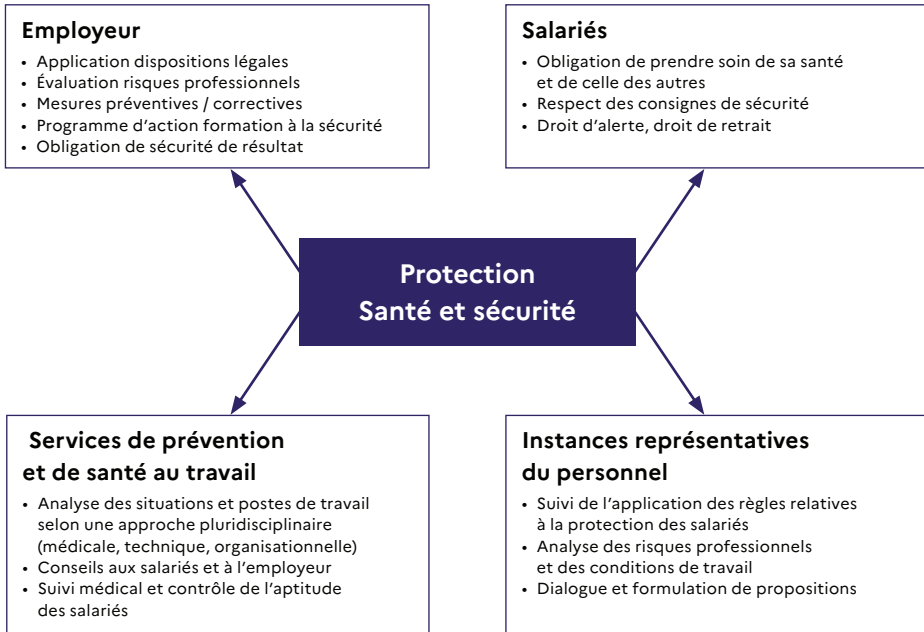 Employeur
• Application dispositions légales
• Évaluation risques professionnels
• Mesures préventives / correctives
• Programme d'action formation à la sécurité
• Obligation de sécurité de résultat
Salariés
• Obligation de prendre soin de sa santé
et de celle des autres
• Respect des consignes de sécurité
• Droit d'alerte, droit de retrait
Protection
Santé et sécurité
Services de prévention
et de santé au travail
• Analyse des situations et postes de travail
selon une approche pluridisciplinaire
(médicale, technique, organisationnelle)
• Conseils aux salariés et à l'employeur
• Suivi médical et contrôle de l'aptitude
des salariés
Instances représentatives
du personnel
• Suivi de l'application des règles relatives
à la protection des salariés
• Analyse des risques professionnels
et des conditions de travail
• Dialogue et formulation de propositions